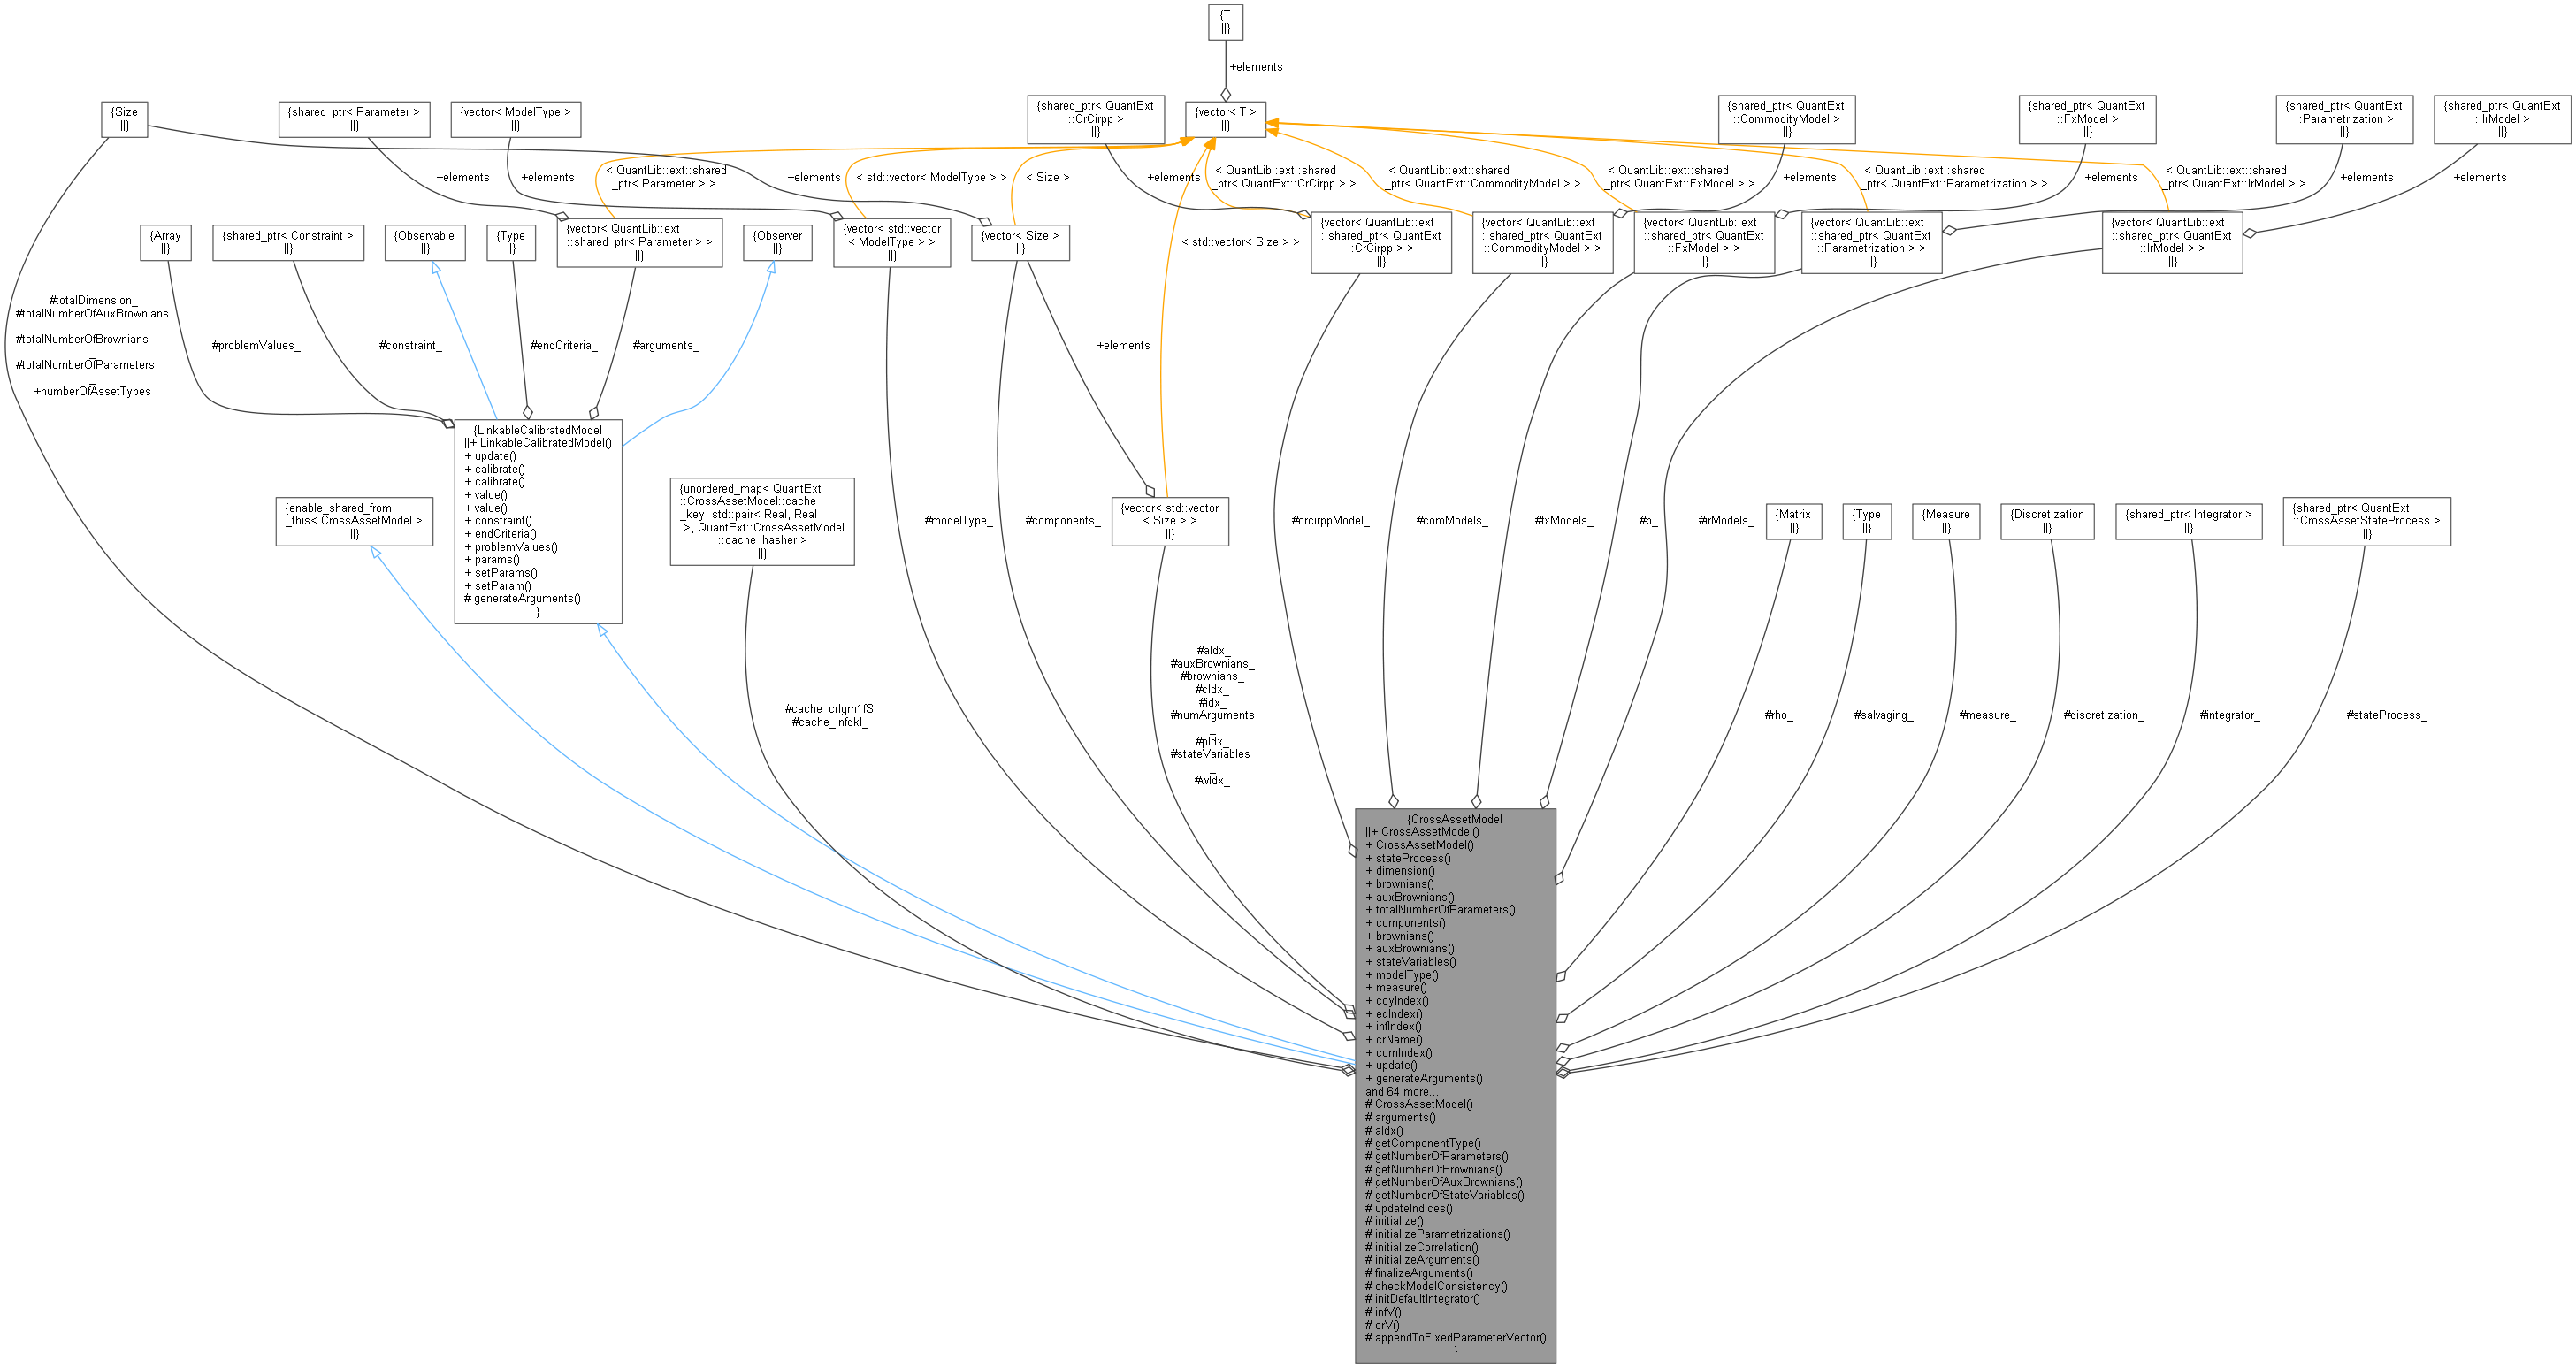 {T
||}
+elements
{Size
||}
{shared_ptr< Parameter >
||}
{vector< ModelType >
||}
{shared_ptr< QuantExt
::CrCirpp >
||}
{vector< T >
||}
{shared_ptr< QuantExt
::CommodityModel >
||}
{shared_ptr< QuantExt
::FxModel >
||}
{shared_ptr< QuantExt
::Parametrization >
||}
{shared_ptr< QuantExt
::IrModel >
||}
+elements
+elements
< QuantLib::ext::shared
_ptr< Parameter > >
+elements
< std::vector< ModelType > >
< Size >
+elements
< QuantLib::ext::shared
_ptr< QuantExt::CrCirpp > >
< QuantLib::ext::shared
_ptr< QuantExt::CommodityModel > >
+elements
< QuantLib::ext::shared
_ptr< QuantExt::FxModel > >
+elements
< QuantLib::ext::shared
_ptr< QuantExt::Parametrization > >
+elements
< QuantLib::ext::shared
_ptr< QuantExt::IrModel > >
+elements
{Array
||}
{shared_ptr< Constraint >
||}
{Observable
||}
{Type
||}
{vector< QuantLib::ext
::shared_ptr< Parameter > >
||}
{Observer
||}
{vector< std::vector
< ModelType > >
||}
{vector< Size >
||}
< std::vector< Size > >
{vector< QuantLib::ext
::shared_ptr< QuantExt
::CrCirpp > >
||}
{vector< QuantLib::ext
::shared_ptr< QuantExt
::CommodityModel > >
||}
{vector< QuantLib::ext
::shared_ptr< QuantExt
::FxModel > >
||}
{vector< QuantLib::ext
::shared_ptr< QuantExt
::Parametrization > >
||}
{vector< QuantLib::ext
::shared_ptr< QuantExt
::IrModel > >
||}
#totalDimension_
#totalNumberOfAuxBrownians
_
#totalNumberOfBrownians
_
#totalNumberOfParameters
_
+numberOfAssetTypes
#problemValues_
#constraint_
#endCriteria_
#arguments_
+elements
{LinkableCalibratedModel
||+ LinkableCalibratedModel()
+ update()
+ calibrate()
+ calibrate()
+ value()
+ value()
+ constraint()
+ endCriteria()
+ problemValues()
+ params()
+ setParams()
+ setParam()
# generateArguments()
}
{enable_shared_from
_this< CrossAssetModel >
||}
{unordered_map< QuantExt
::CrossAssetModel::cache
_key, std::pair< Real, Real
>, QuantExt::CrossAssetModel
::cache_hasher >
||}
#modelType_
#components_
{vector< std::vector
< Size > >
||}
#crcirppModel_
#comModels_
#fxModels_
#p_
#irModels_
{Matrix
||}
{Type
||}
{Measure
||}
{Discretization
||}
{shared_ptr< Integrator >
||}
{shared_ptr< QuantExt
::CrossAssetStateProcess >
||}
#cache_crlgm1fS_
#cache_infdkI_
#aIdx_
#auxBrownians_
#brownians_
#cIdx_
#idx_
#numArguments
_
#pIdx_
#stateVariables
_
#wIdx_
#rho_
#salvaging_
#measure_
#discretization_
#integrator_
#stateProcess_
{CrossAssetModel
||+ CrossAssetModel()
+ CrossAssetModel()
+ stateProcess()
+ dimension()
+ brownians()
+ auxBrownians()
+ totalNumberOfParameters()
+ components()
+ brownians()
+ auxBrownians()
+ stateVariables()
+ modelType()
+ measure()
+ ccyIndex()
+ eqIndex()
+ infIndex()
+ crName()
+ comIndex()
+ update()
+ generateArguments()
and 64 more...
# CrossAssetModel()
# arguments()
# aIdx()
# getComponentType()
# getNumberOfParameters()
# getNumberOfBrownians()
# getNumberOfAuxBrownians()
# getNumberOfStateVariables()
# updateIndices()
# initialize()
# initializeParametrizations()
# initializeCorrelation()
# initializeArguments()
# finalizeArguments()
# checkModelConsistency()
# initDefaultIntegrator()
# infV()
# crV()
# appendToFixedParameterVector()
}